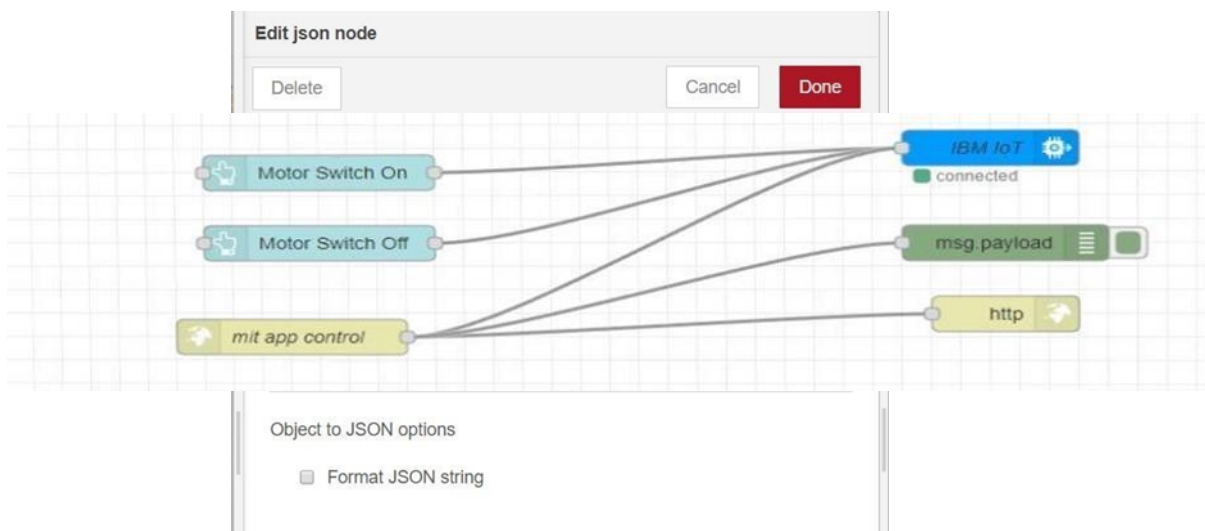 Edit json node
Delete Cancel Done
IBM IoT
Motor Switch On
connected
Motor Switch Off
msg.payload
http
mit app control
Object to JSON options
Format JSON string